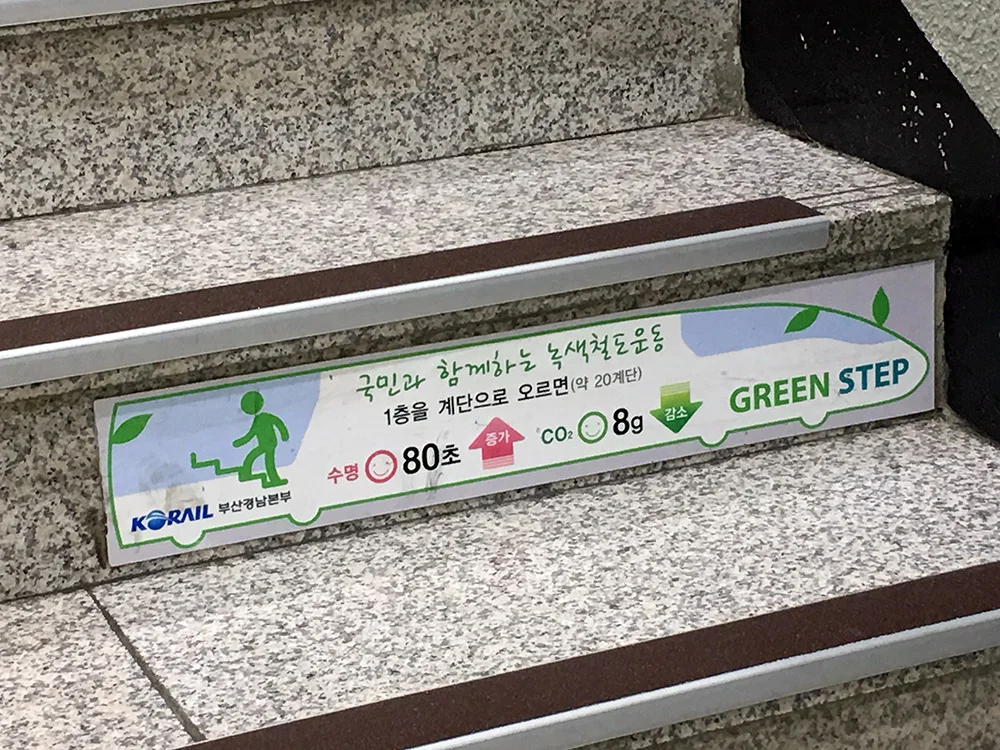 국민과 함께하는 녹색철도운동
1층을 계단으로 오르면(약 20계단)
수명 80초 증가 CO₂ 8g 감소
GREEN STEP
KORAIL 부산경남본부